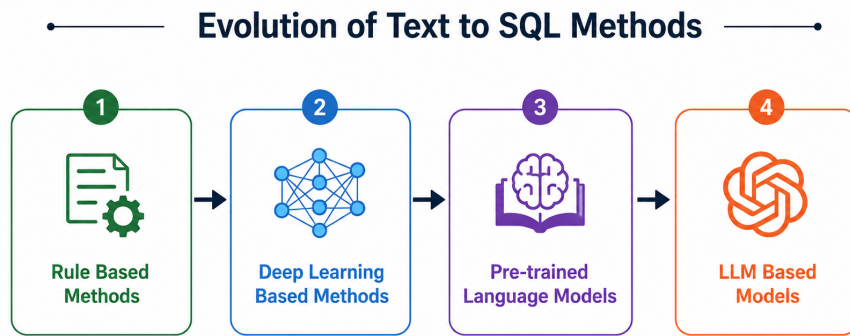 Evolution of Text to SQL Methods
1
2
3
4
Rule Based
Methods
Deep Learning
Based Methods
Pre-trained
Language Models
LLM Based
Models